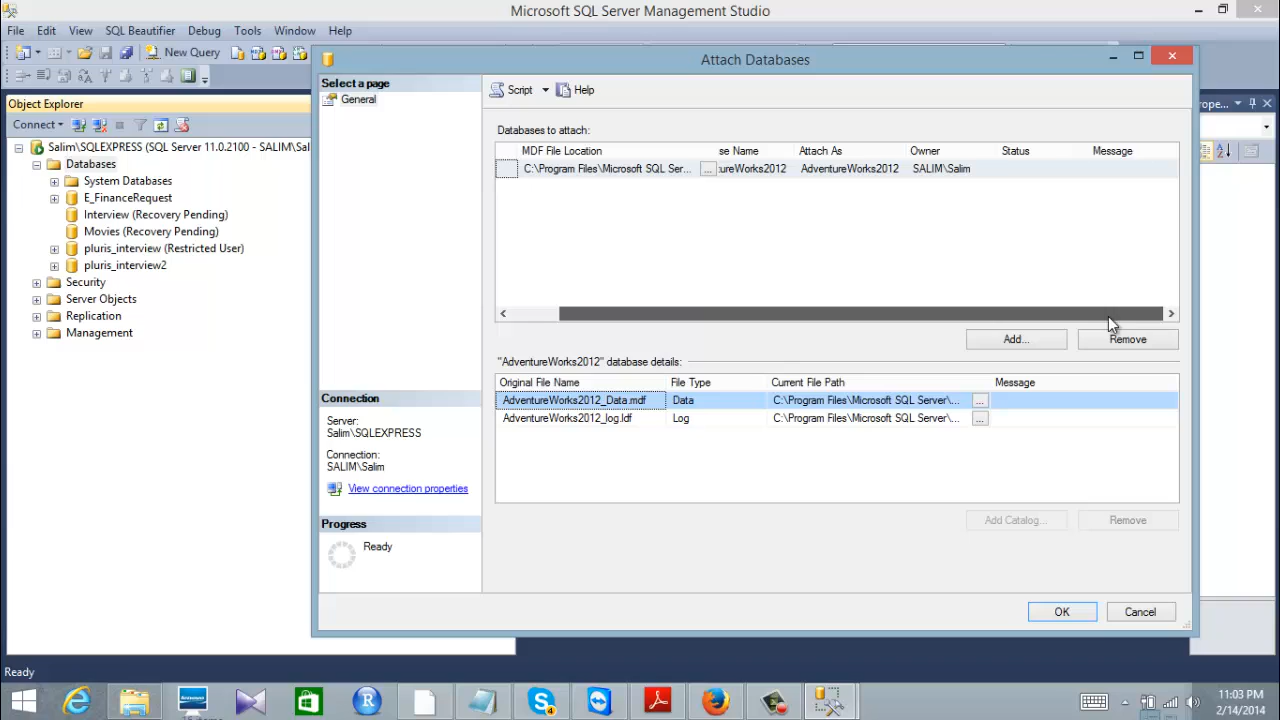 Microsoft SQL Server Management Studio
File Edit View SQL Beautifier Debug Tools Window Help
New Query
Object Explorer
Connect
Salim\SQLEXPRESS (SQL Server 11.0.2100 - SALIM\Sal
Databases
System Databases
E_FinanceRequest
Interview (Recovery Pending)
Movies (Recovery Pending)
pluris_interview (Restricted User)
pluris_interview2
Security
Server Objects
Replication
Management
Attach Databases
Select a page
General
Script Help
Databases to attach:
MDF File Location se Name Attach As Owner Status Message
C:\Program Files\Microsoft SQL Ser... ... :ureWorks2012 AdventureWorks2012 SALIM\Salim
Add... Remove
"AdventureWorks2012" database details:
Original File Name File Type Current File Path Message
AdventureWorks2012_Data.mdf Data C:\Program Files\Microsoft SQL Server\... ...
AdventureWorks2012_log.ldf Log C:\Program Files\Microsoft SQL Server\... ...
Add Catalog... Remove
Connection
Server:
Salim\SQLEXPRESS
Connection:
SALIM\Salim
View connection properties
Progress
Ready
OK Cancel
rope...
Ready
11:03 PM
2/14/2014